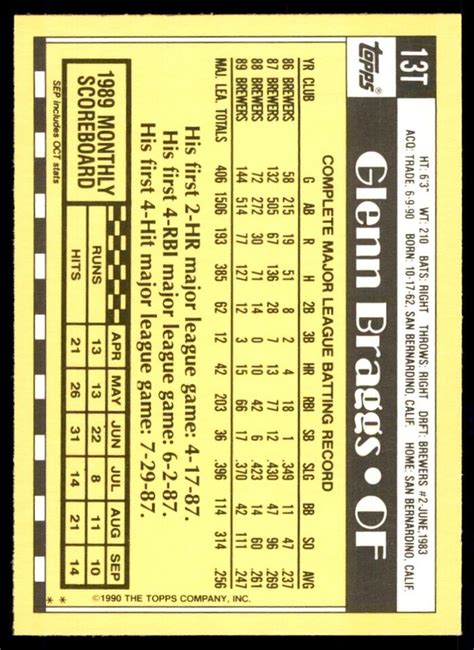 13T
Topps®
Glenn Braggs • OF
HT: 6'3" WT: 210 BATS: RIGHT THROWS: RIGHT DRFT: BREWERS #2-JUNE, 1983
ACQ: TRADE, 6-9-90 BORN: 10-17-62, SAN BERNARDINO, CALIF. HOME: SAN BERNARDINO, CALIF.
COMPLETE MAJOR LEAGUE BATTING RECORD
YR CLUB G AB R H 2B 3B HR RBI SB SLG BB SO AVG
86 BREWERS 58 215 19 51 8 2 4 18 1 .349 11 47 .237
87 BREWERS 132 505 67 136 28 7 13 77 12 .430 47 96 .269
88 BREWERS 72 272 30 71 14 0 10 42 6 .423 14 60 .261
89 BREWERS 144 514 77 127 12 3 15 66 17 .370 42 111 .247
MAJ. LEA. TOTALS 406 1506 193 385 62 12 42 203 36 .396 114 314 .256
His first 2-HR major league game: 4-17-87.
His first 4-RBI major league game: 6-2-87.
His first 4-Hit major league game: 7-29-87.
1989 MONTHLY SCOREBOARD
SEP includes OCT stats
APR MAY JUN JUL AUG SEP
RUNS 13 13 22 8 11 10
HITS 21 26 31 14 21 14
©1990 THE TOPPS COMPANY, INC.
* *